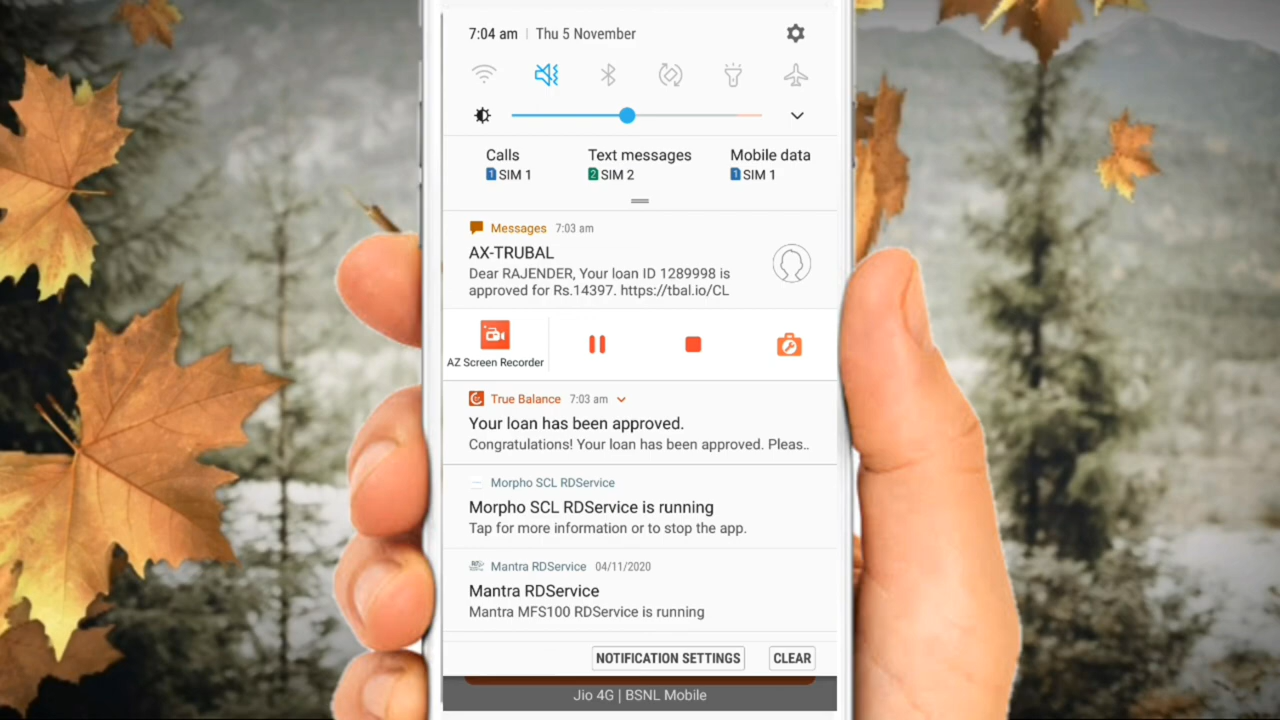 7:04 am | Thu 5 November
Calls
1 SIM 1
Text messages
2 SIM 2
Mobile data
1 SIM 1
Messages 7:03 am
AX-TRUBAL
Dear RAJENDER, Your loan ID 1289998 is
approved for Rs.14397. https://tbal.io/CL
AZ Screen Recorder
True Balance 7:03 am
Your loan has been approved.
Congratulations! Your loan has been approved. Pleas..
Morpho SCL RDService
Morpho SCL RDService is running
Tap for more information or to stop the app.
Mantra RDService 04/11/2020
Mantra RDService
Mantra MFS100 RDService is running
NOTIFICATION SETTINGS
CLEAR
Jio 4G | BSNL Mobile